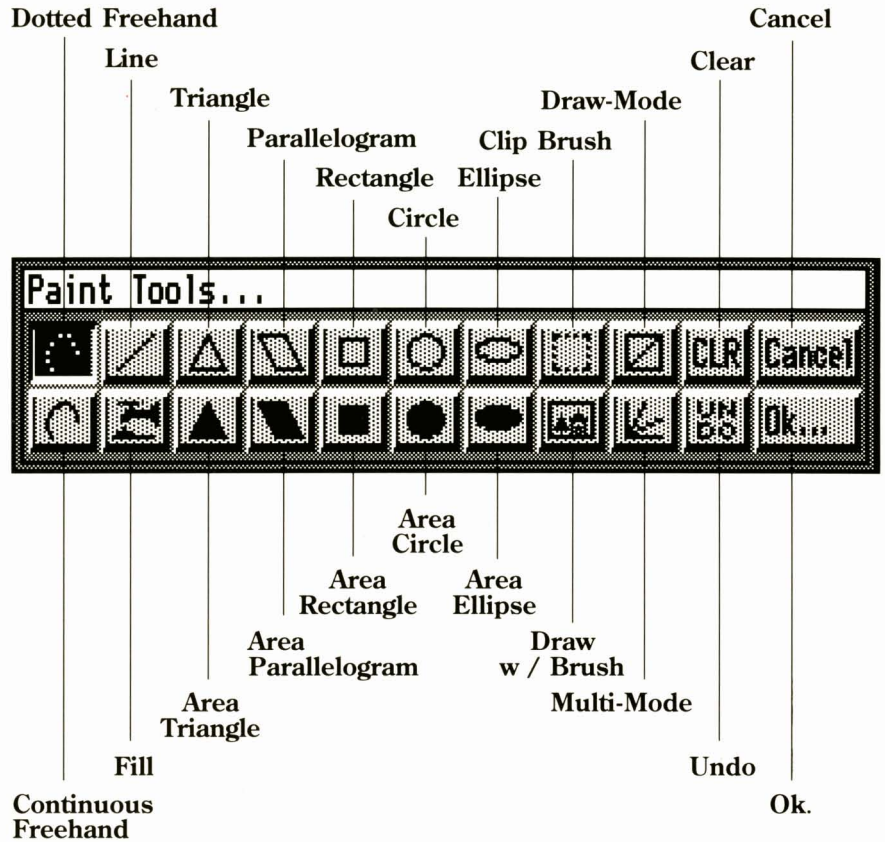 Dotted Freehand
Cancel
Line
Clear
Triangle
Draw-Mode
Parallelogram
Clip Brush
Rectangle
Ellipse
Circle
Paint Tools...
CLR
Cancel
UN
DO
Ok...
Area
Circle
Area
Rectangle
Area
Ellipse
Area
Parallelogram
Draw
w / Brush
Area
Triangle
Multi-Mode
Fill
Undo
Continuous
Freehand
Ok.